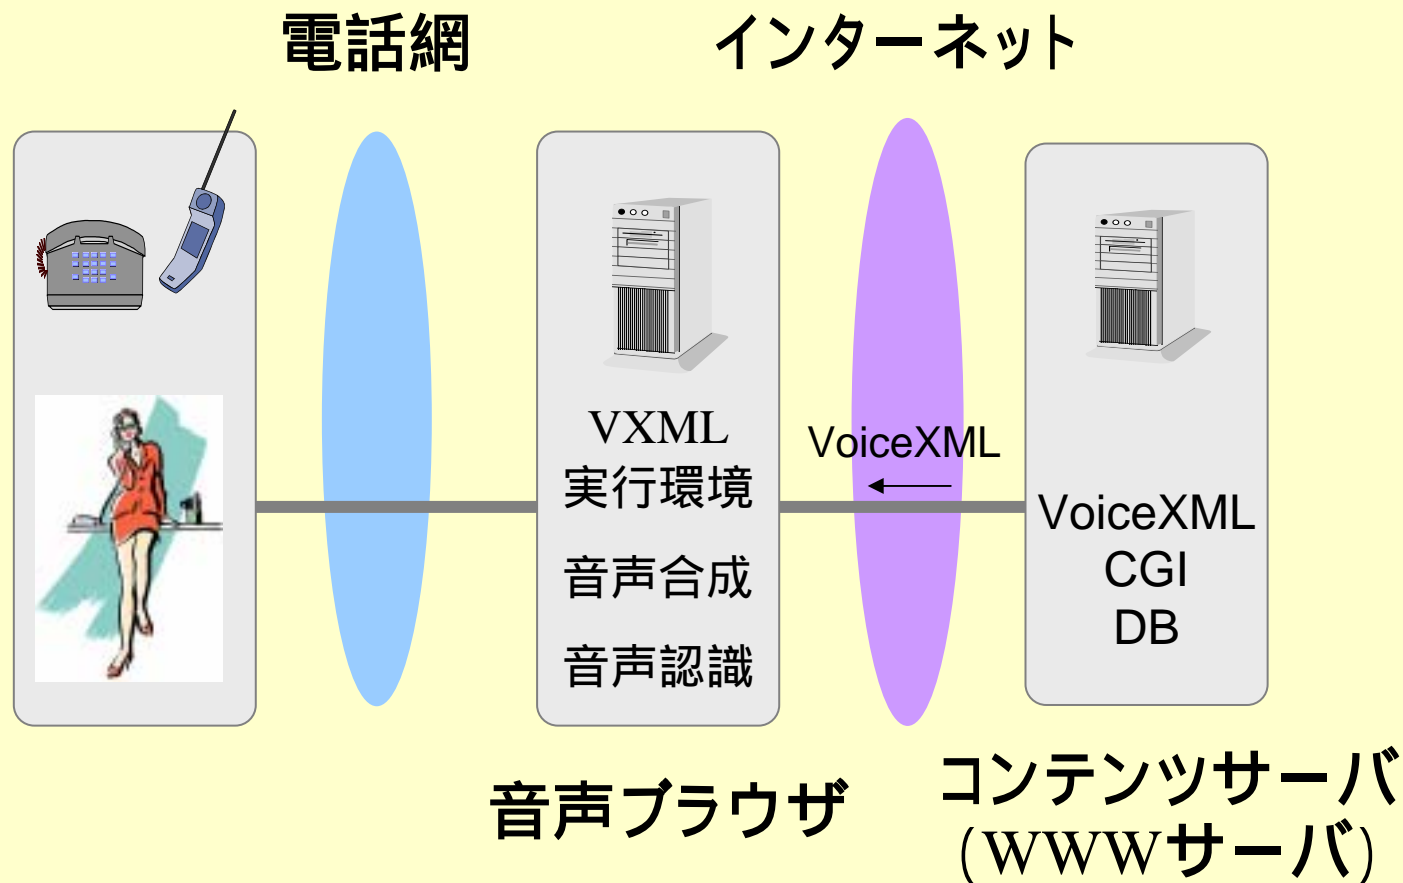 電話網
インターネット
VXML
実行環境
音声合成
音声認識
VoiceXML
VoiceXML
CGI
DB
音声ブラウザ
コンテンツサーバ
(WWWサーバ)